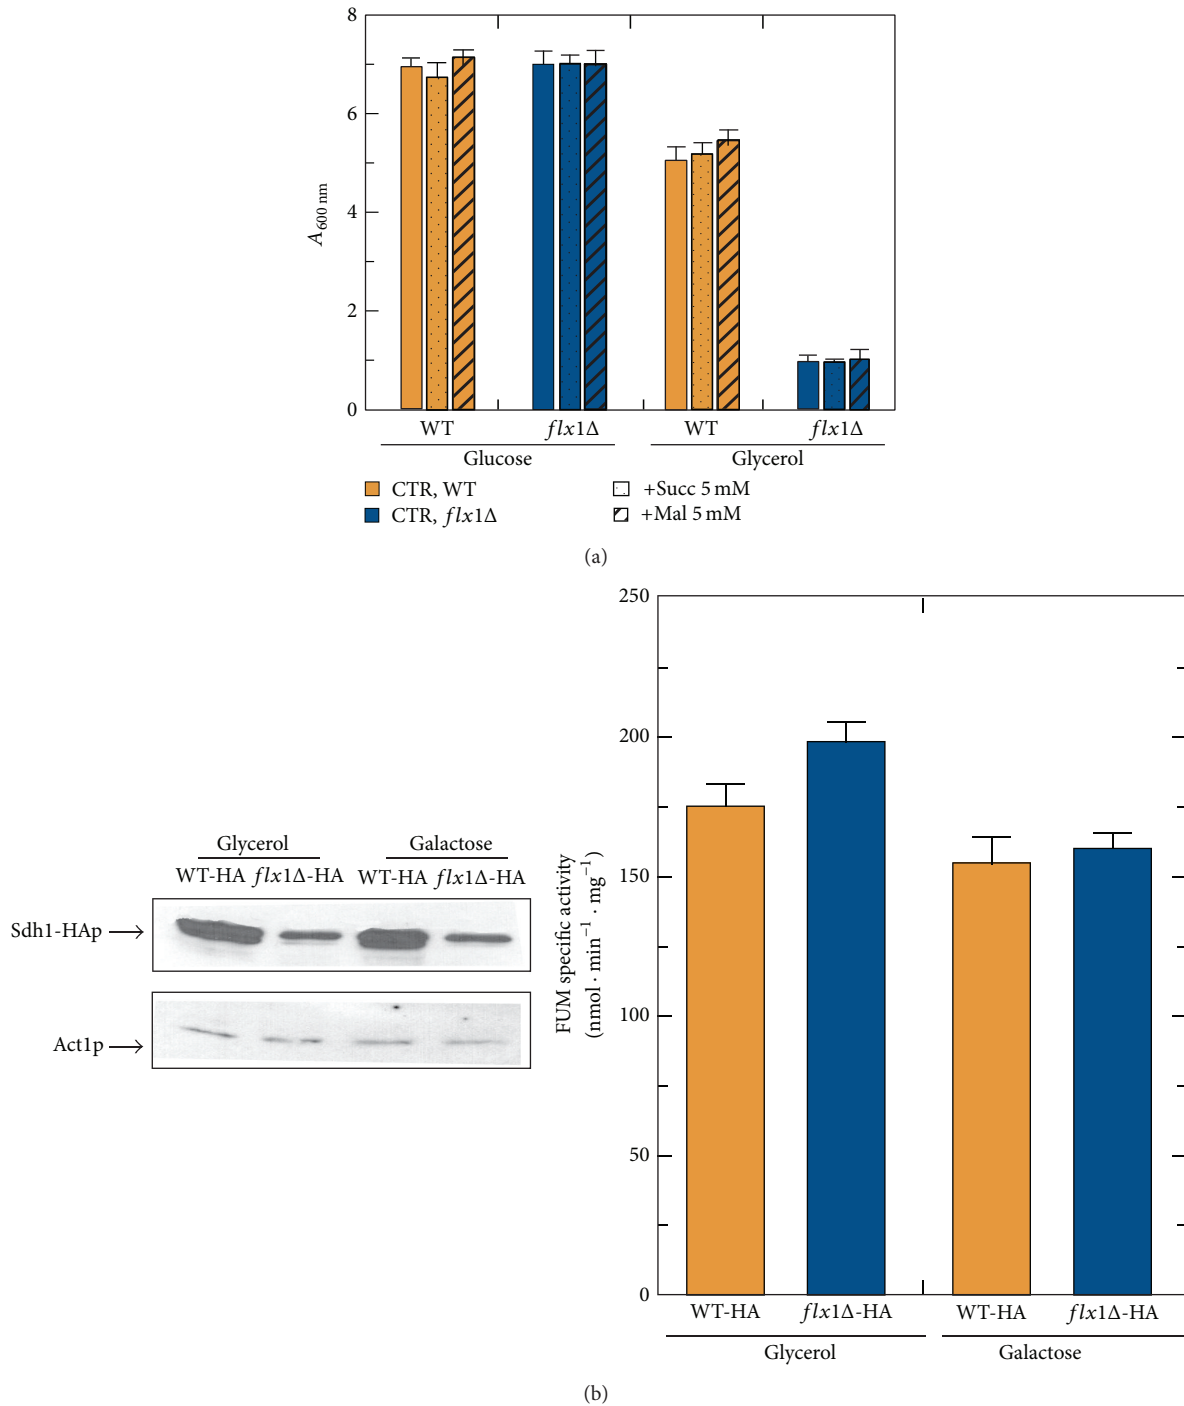 8
6
4
2
0
A600 nm
WT flx1Δ WT flx1Δ
Glucose Glycerol
CTR, WT +Succ 5 mM
CTR, flx1Δ +Mal 5 mM
(a)
Glycerol Galactose
WT-HA flx1Δ-HA WT-HA flx1Δ-HA
Sdh1-HAp
Act1p
FUM specific activity
(nmol · min⁻¹ · mg⁻¹)
250
200
150
100
50
0
WT-HA flx1Δ-HA WT-HA flx1Δ-HA
Glycerol Galactose
(b)